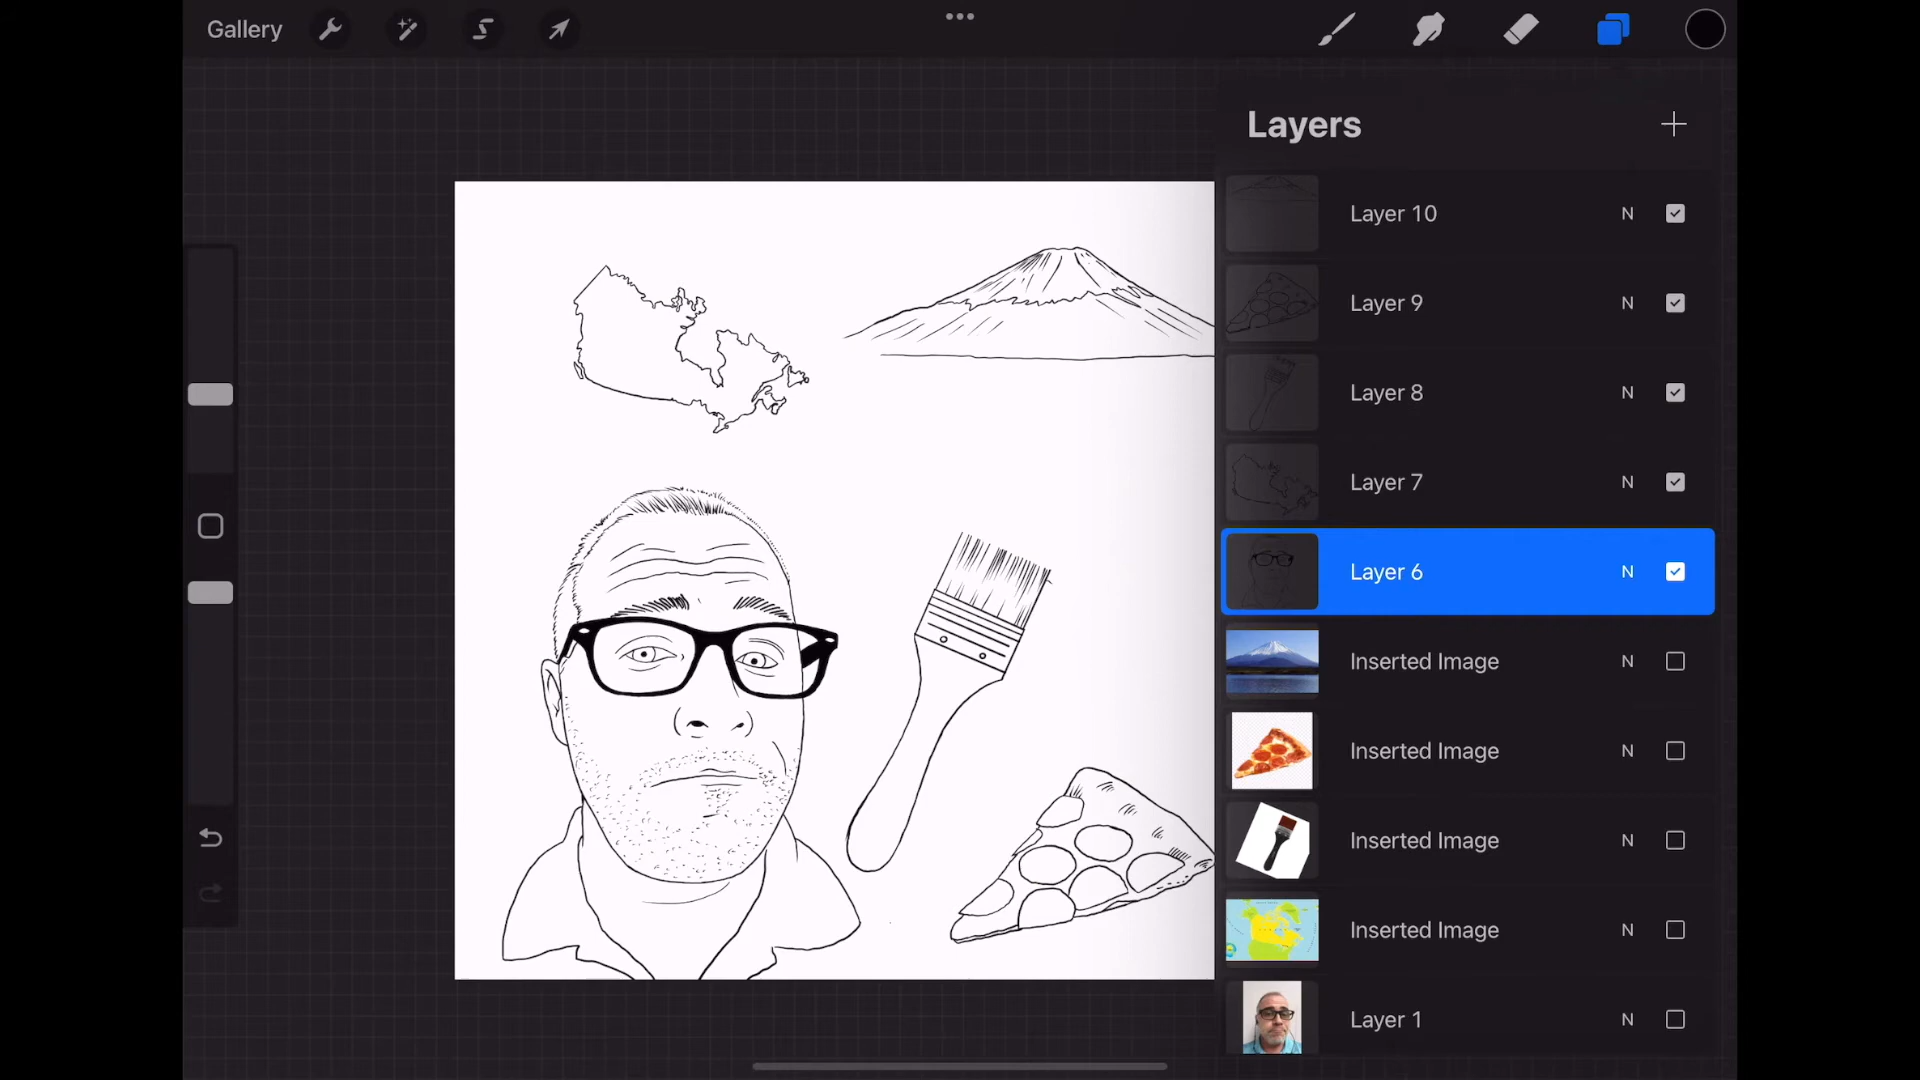 Gallery
Layers
Layer 10 N
Layer 9 N
Layer 8 N
Layer 7 N
Layer 6 N
Inserted Image N
Inserted Image N
Inserted Image N
Inserted Image N
Layer 1 N